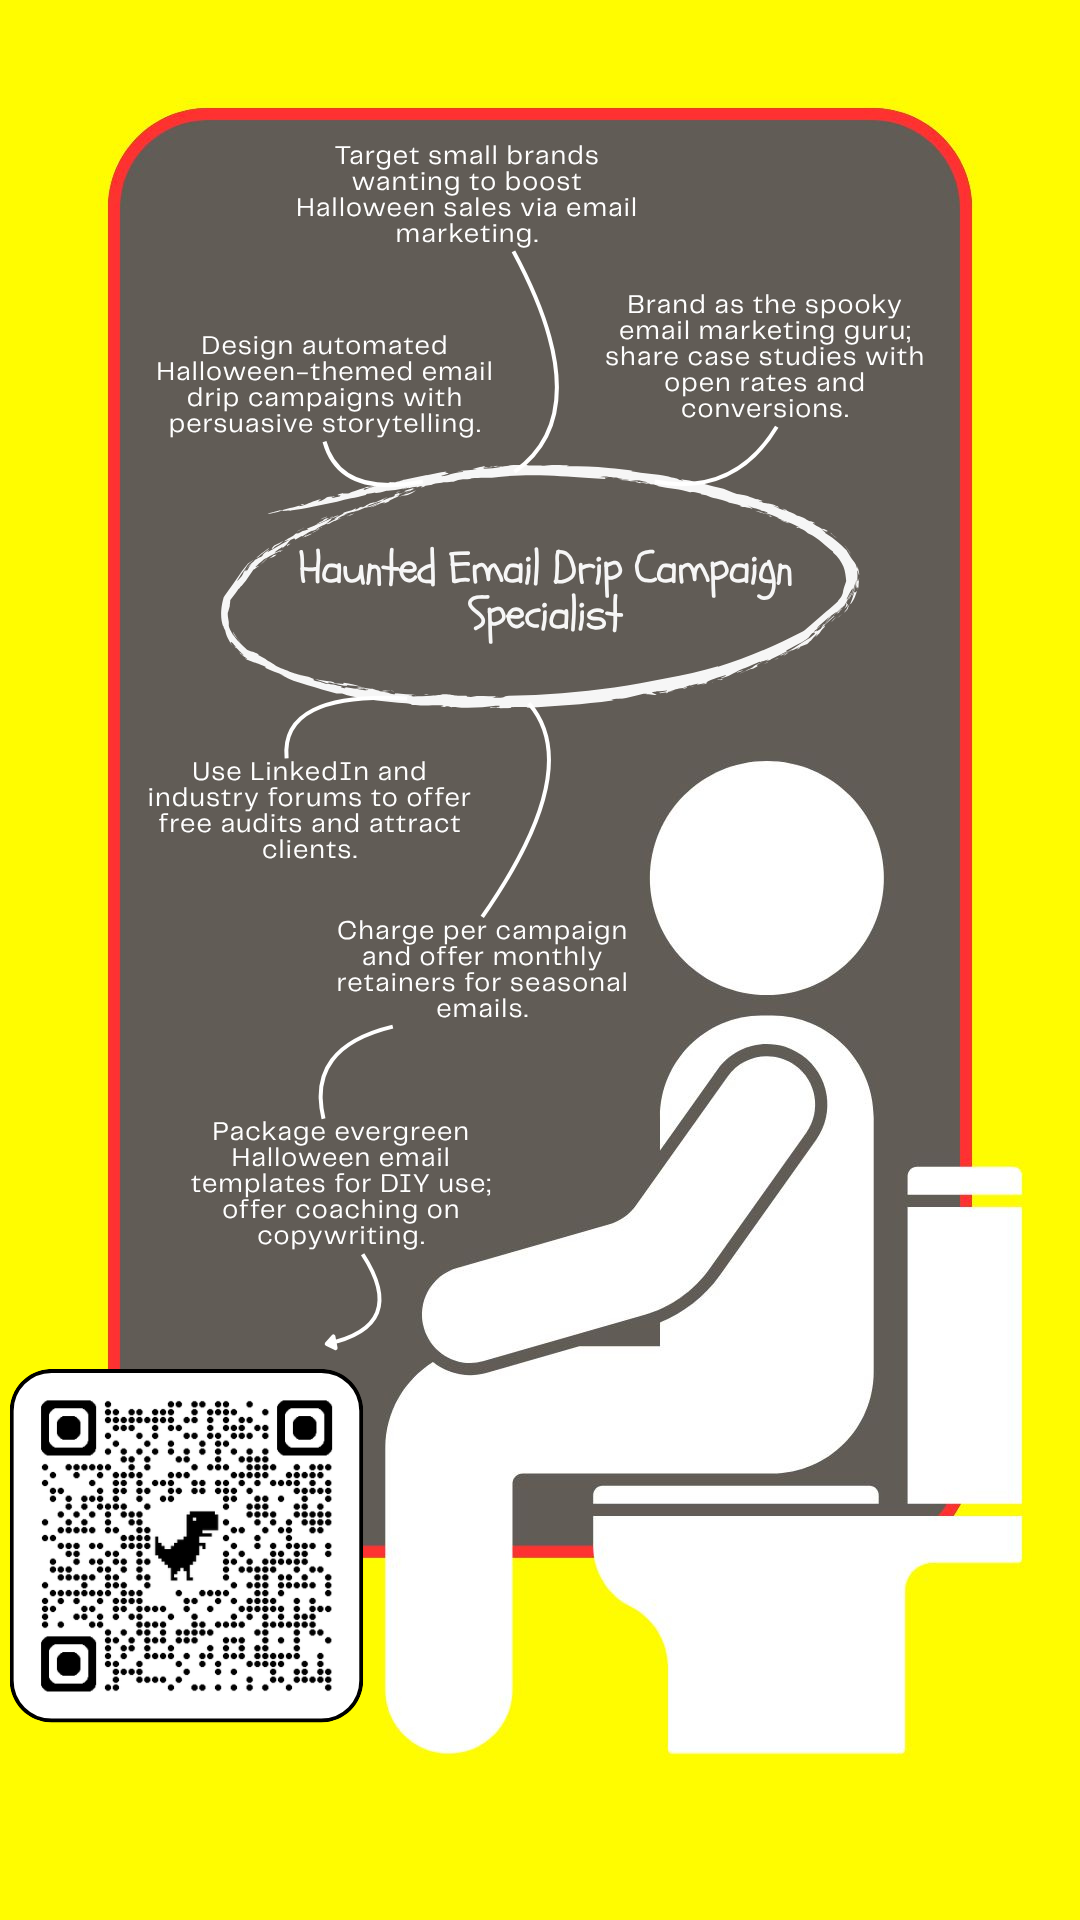 Target small brands
wanting to boost
Halloween sales via email
marketing.
Brand as the spooky
email marketing guru;
share case studies with
open rates and
conversions.
Design automated
Halloween-themed email
drip campaigns with
persuasive storytelling.
Haunted Email Drip Campaign
Specialist
Use LinkedIn and
industry forums to offer
free audits and attract
clients.
Charge per campaign
and offer monthly
retainers for seasonal
emails.
Package evergreen
Halloween email
templates for DIY use;
offer coaching on
copywriting.